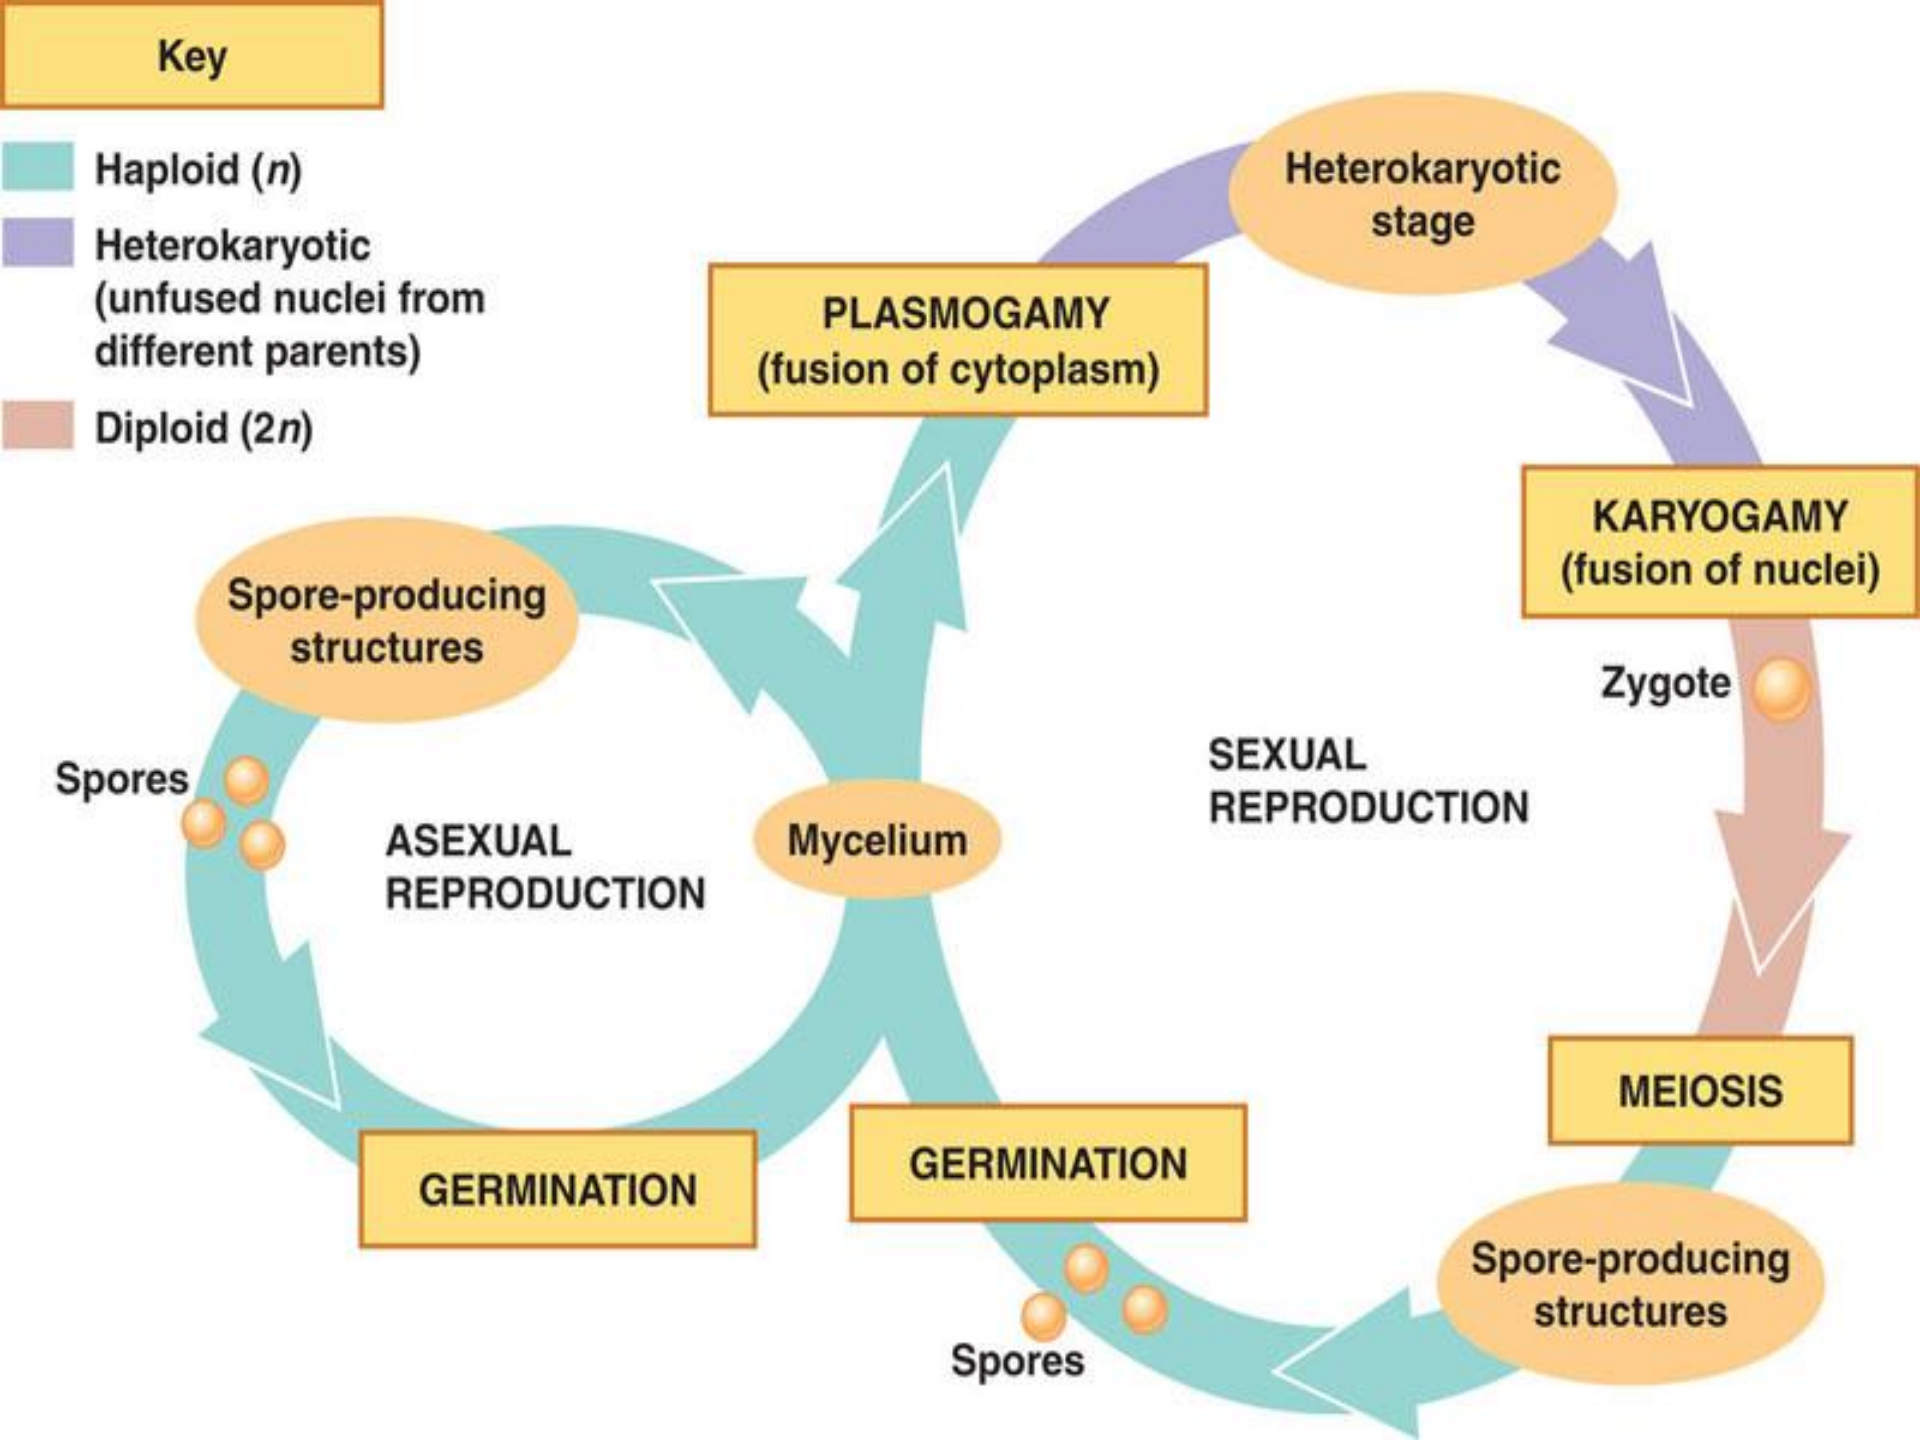 Key
Haploid (n)
Heterokaryotic
(unfused nuclei from
different parents)
Diploid (2n)
Heterokaryotic
stage
PLASMOGAMY
(fusion of cytoplasm)
KARYOGAMY
(fusion of nuclei)
Spore-producing
structures
Zygote
Spores
SEXUAL
REPRODUCTION
ASEXUAL
REPRODUCTION
Mycelium
MEIOSIS
GERMINATION
GERMINATION
Spore-producing
structures
Spores